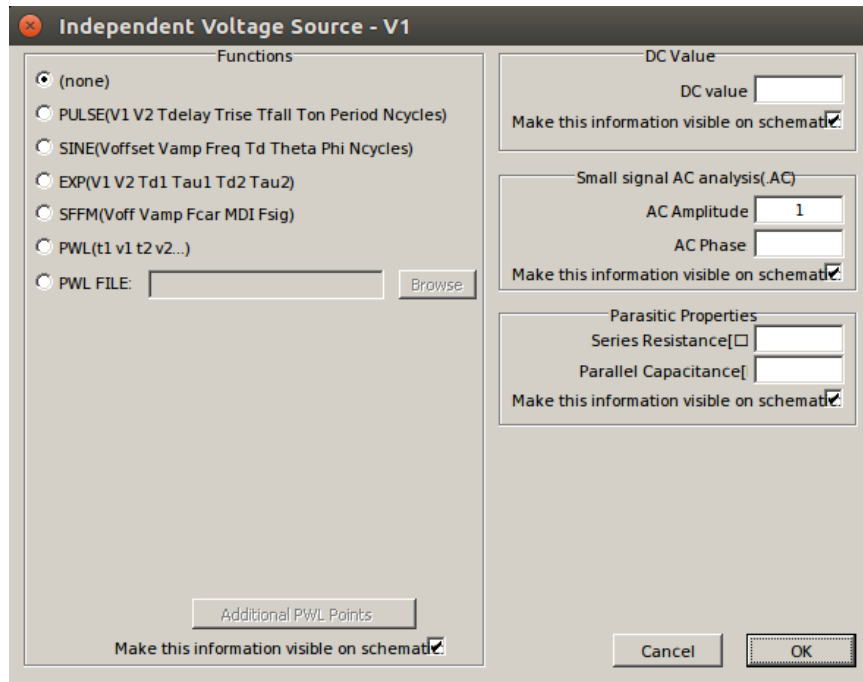 Independent Voltage Source - V1
Functions
(none)
PULSE(V1 V2 Tdelay Trise Tfall Ton Period Ncycles)
SINE(Voffset Vamp Freq Td Theta Phi Ncycles)
EXP(V1 V2 Td1 Tau1 Td2 Tau2)
SFFM(Voff Vamp Fcar MDI Fsig)
PWL(t1 v1 t2 v2...)
PWL FILE:
Browse
Additional PWL Points
Make this information visible on schematic
DC Value
DC value
Make this information visible on schematic
Small signal AC analysis(.AC)
AC Amplitude 1
AC Phase
Make this information visible on schematic
Parasitic Properties
Series Resistance[□
Parallel Capacitance[
Make this information visible on schematic
Cancel
OK